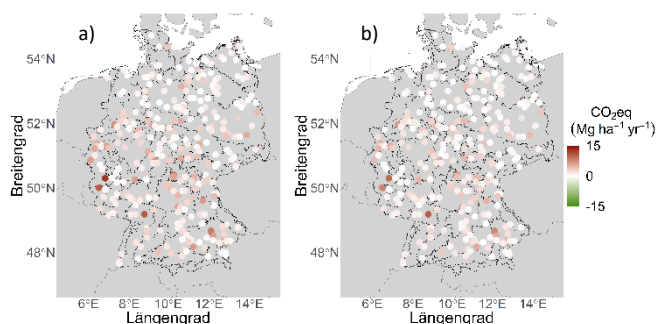 a)
b)
54°N
52°N
50°N
48°N
Breitengrad
6°E 8°E 10°E 12°E 14°E
Längengrad
54°N
52°N
50°N
48°N
Breitengrad
6°E 8°E 10°E 12°E 14°E
Längengrad
CO₂eq
(Mg ha⁻¹ yr⁻¹)
15
0
-15